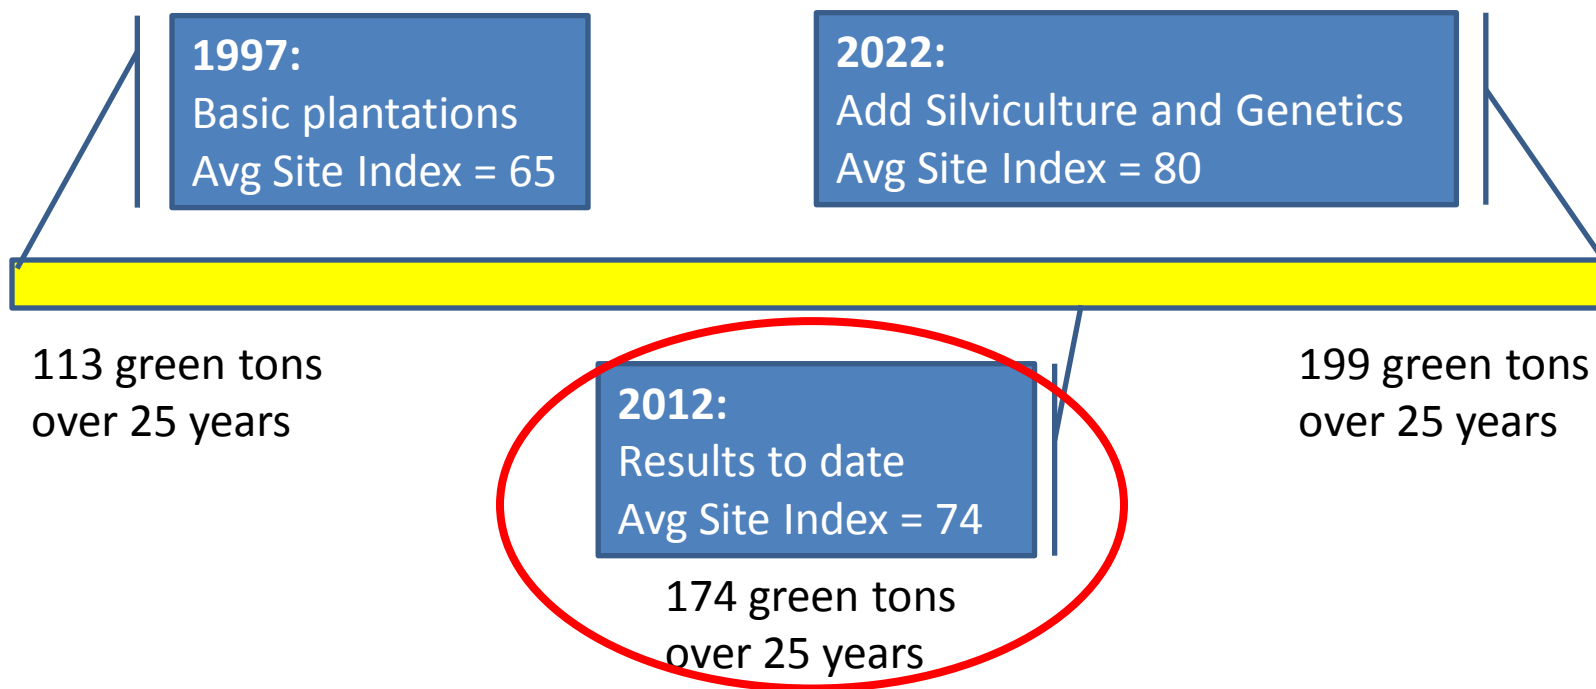 1997:
Basic plantations
Avg Site Index = 65
2022:
Add Silviculture and Genetics
Avg Site Index = 80
113 green tons
over 25 years
2012:
Results to date
Avg Site Index = 74
174 green tons
over 25 years
199 green tons
over 25 years